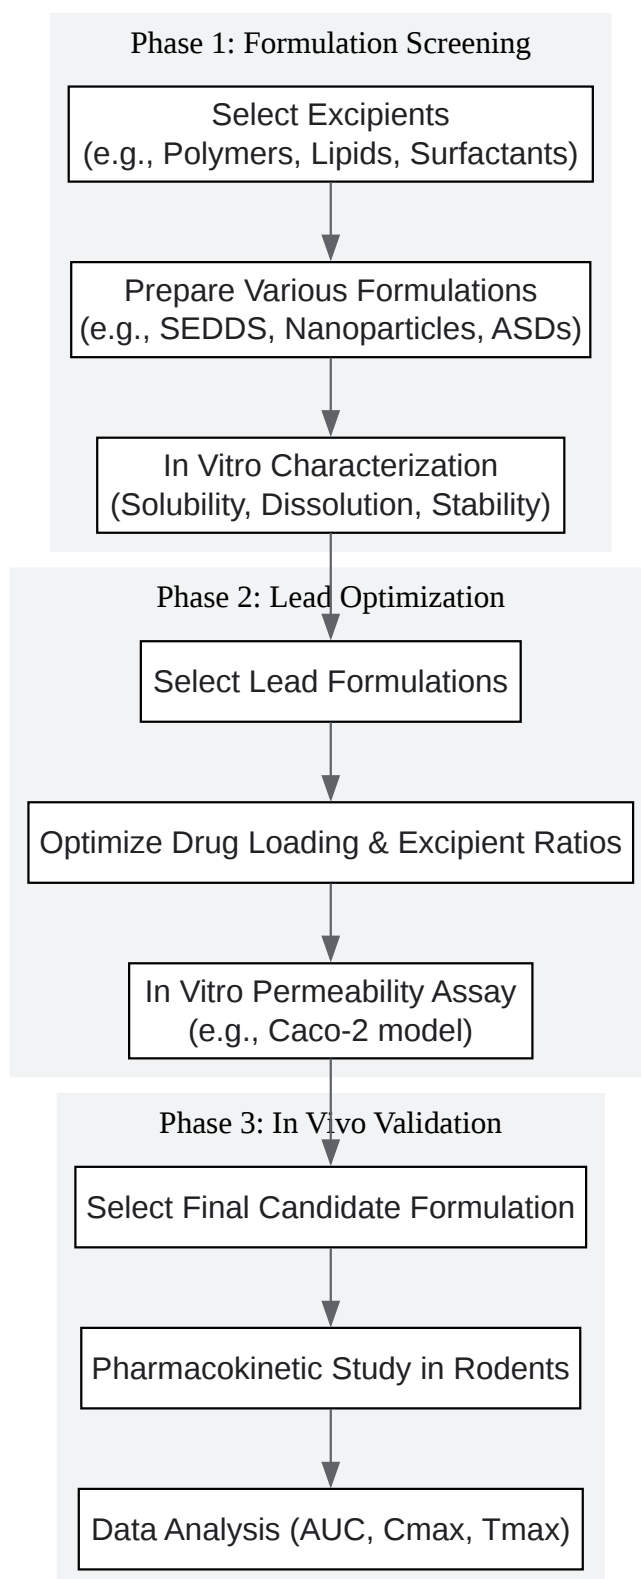 Phase 1: Formulation Screening
Select Excipients
(e.g., Polymers, Lipids, Surfactants)
Prepare Various Formulations
(e.g., SEDDS, Nanoparticles, ASDs)
In Vitro Characterization
(Solubility, Dissolution, Stability)
Phase 2: Lead Optimization
Select Lead Formulations
Optimize Drug Loading & Excipient Ratios
In Vitro Permeability Assay
(e.g., Caco-2 model)
Phase 3: In Vivo Validation
Select Final Candidate Formulation
Pharmacokinetic Study in Rodents
Data Analysis (AUC, Cmax, Tmax)